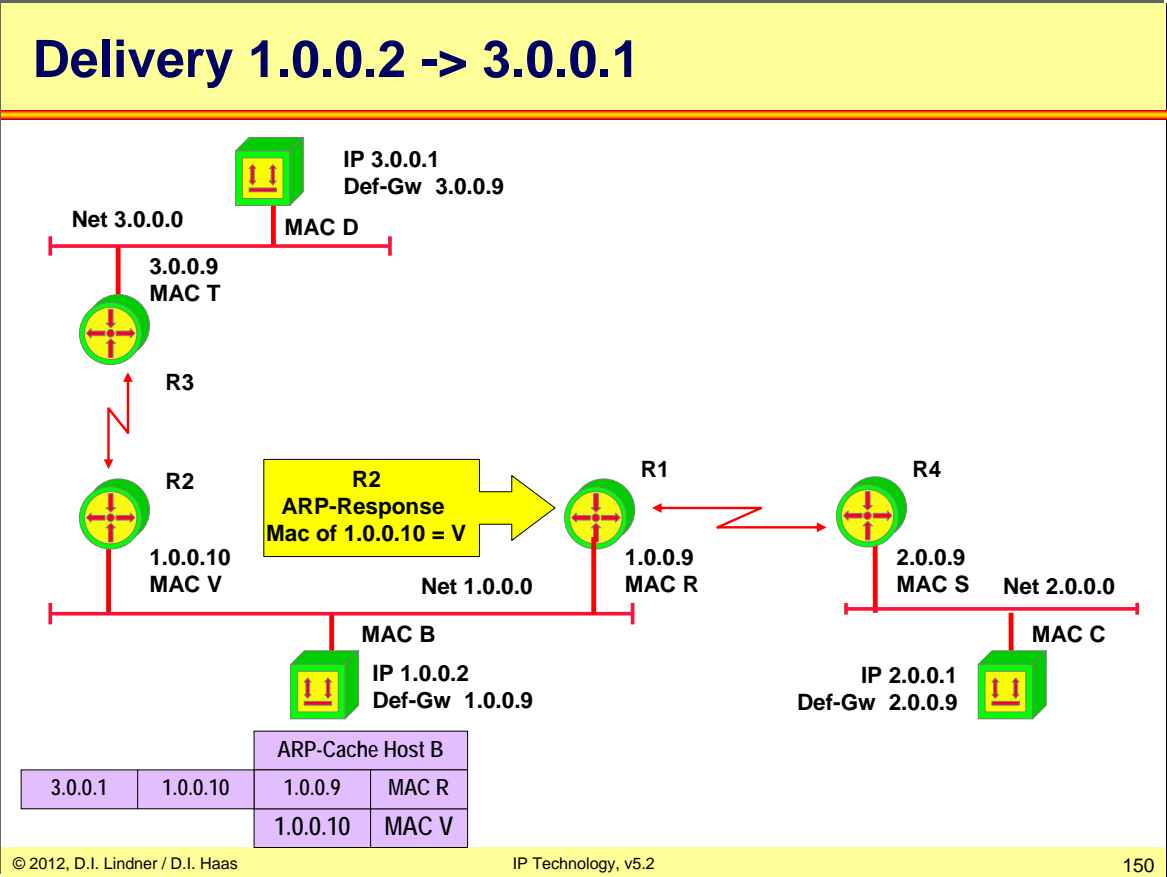 Delivery 1.0.0.2 -> 3.0.0.1
IP 3.0.0.1
Def-Gw 3.0.0.9
Net 3.0.0.0
MAC D
3.0.0.9
MAC T
R3
R2
R2
ARP-Response
Mac of 1.0.0.10 = V
R1
R4
1.0.0.10
MAC V
Net 1.0.0.0
1.0.0.9
MAC R
2.0.0.9
MAC S
Net 2.0.0.0
MAC B
MAC C
IP 1.0.0.2
Def-Gw 1.0.0.9
IP 2.0.0.1
Def-Gw 2.0.0.9
ARP-Cache Host B
3.0.0.1 1.0.0.10 1.0.0.9 MAC R
1.0.0.10 MAC V
© 2012, D.I. Lindner / D.I. Haas IP Technology, v5.2 150